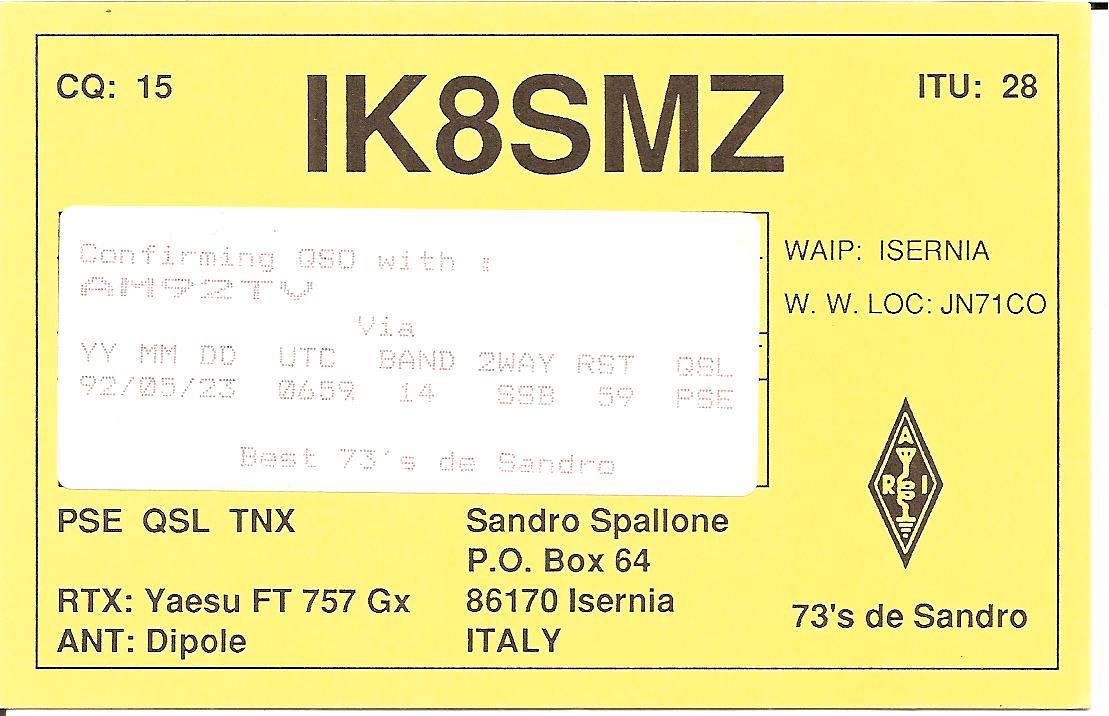 CQ: 15
IK8SMZ
ITU: 28
Confirming QSO with :
AM92TV
Via
YY MM DD UTC BAND 2WAY RST QSL
92/05/23 0659 14 SSB 59 PSE
Best 73's de Sandro
WAIP: ISERNIA
W. W. LOC: JN71CO
A
R I
PSE QSL TNX
RTX: Yaesu FT 757 Gx
ANT: Dipole
Sandro Spallone
P.O. Box 64
86170 Isernia
ITALY
73's de Sandro